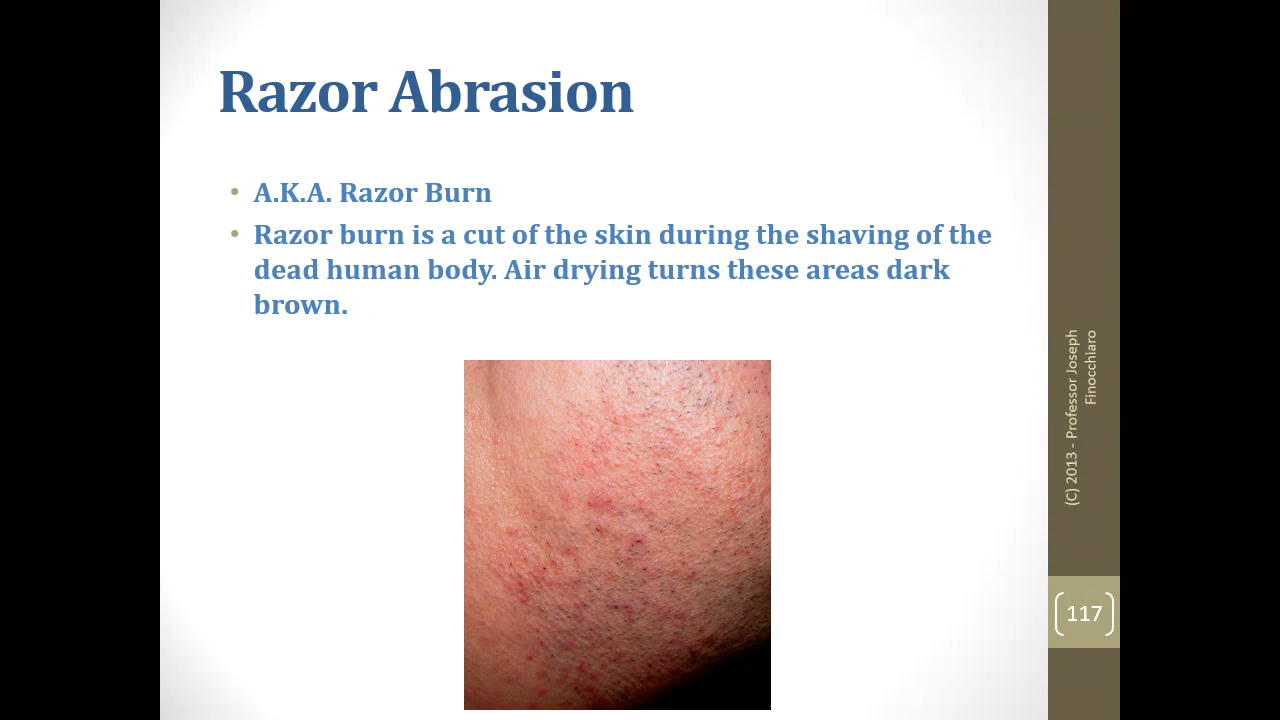 Razor Abrasion
• A.K.A. Razor Burn
• Razor burn is a cut of the skin during the shaving of the
dead human body. Air drying turns these areas dark
brown.
(C) 2013 - Professor Joseph
Finocchiaro
117